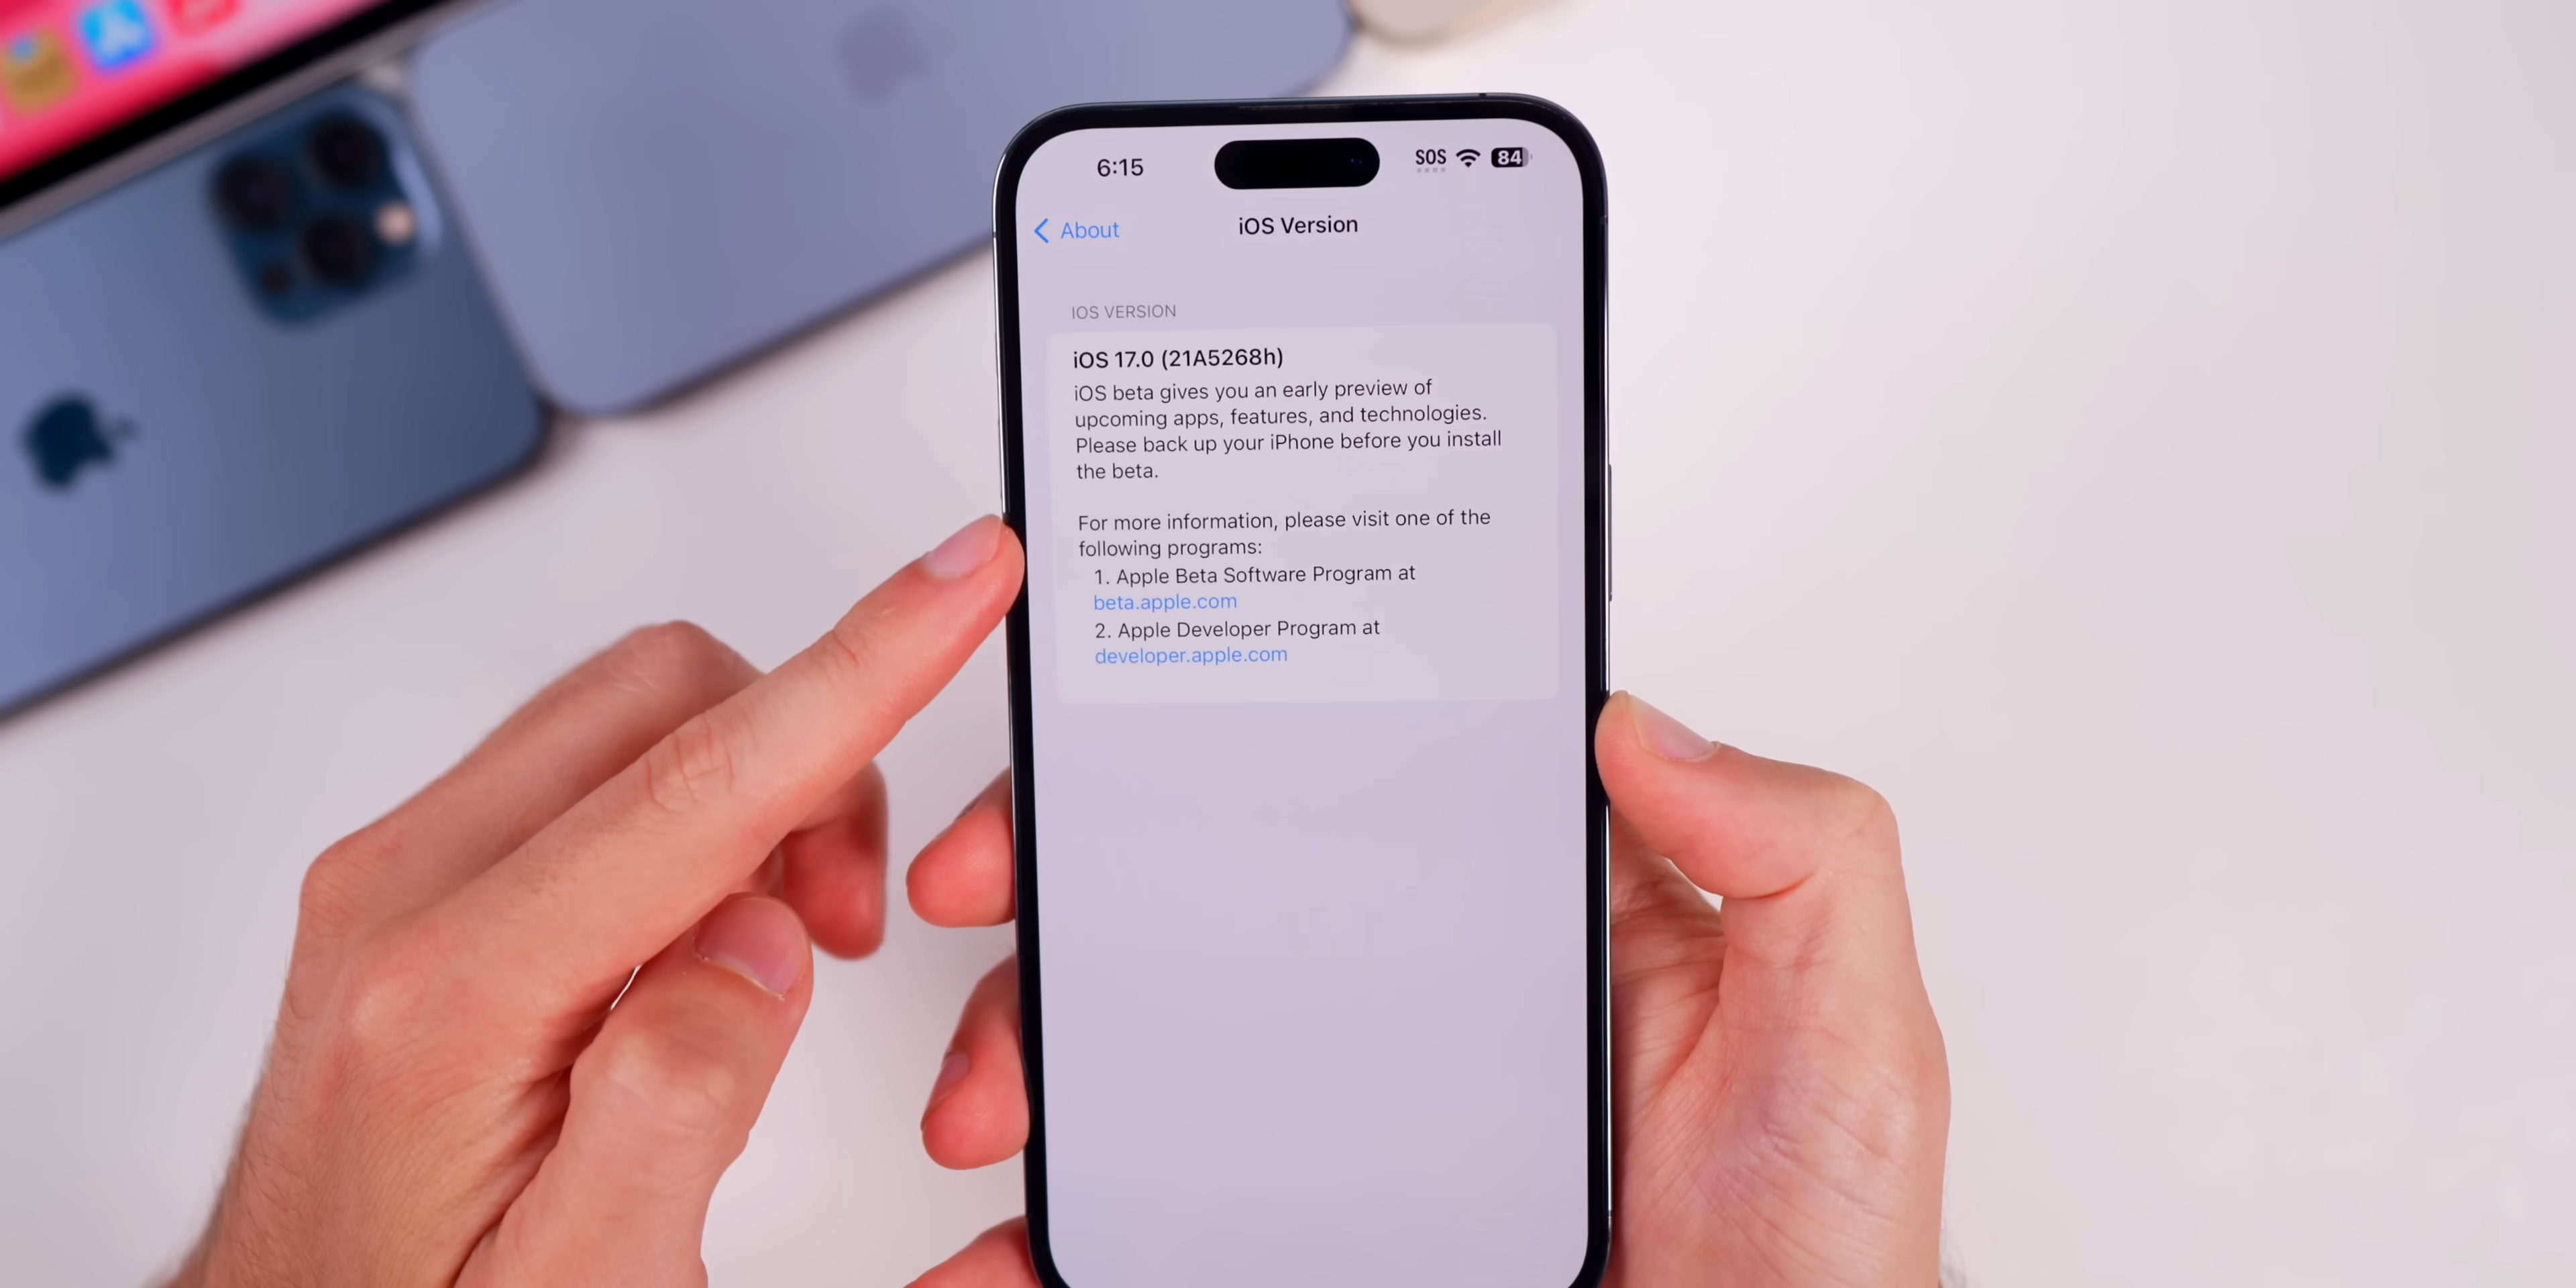 6:15
SOS 84
About
iOS Version
IOS VERSION
iOS 17.0 (21A5268h)
iOS beta gives you an early preview of
upcoming apps, features, and technologies.
Please back up your iPhone before you install
the beta.
For more information, please visit one of the
following programs:
1. Apple Beta Software Program at
beta.apple.com
2. Apple Developer Program at
developer.apple.com